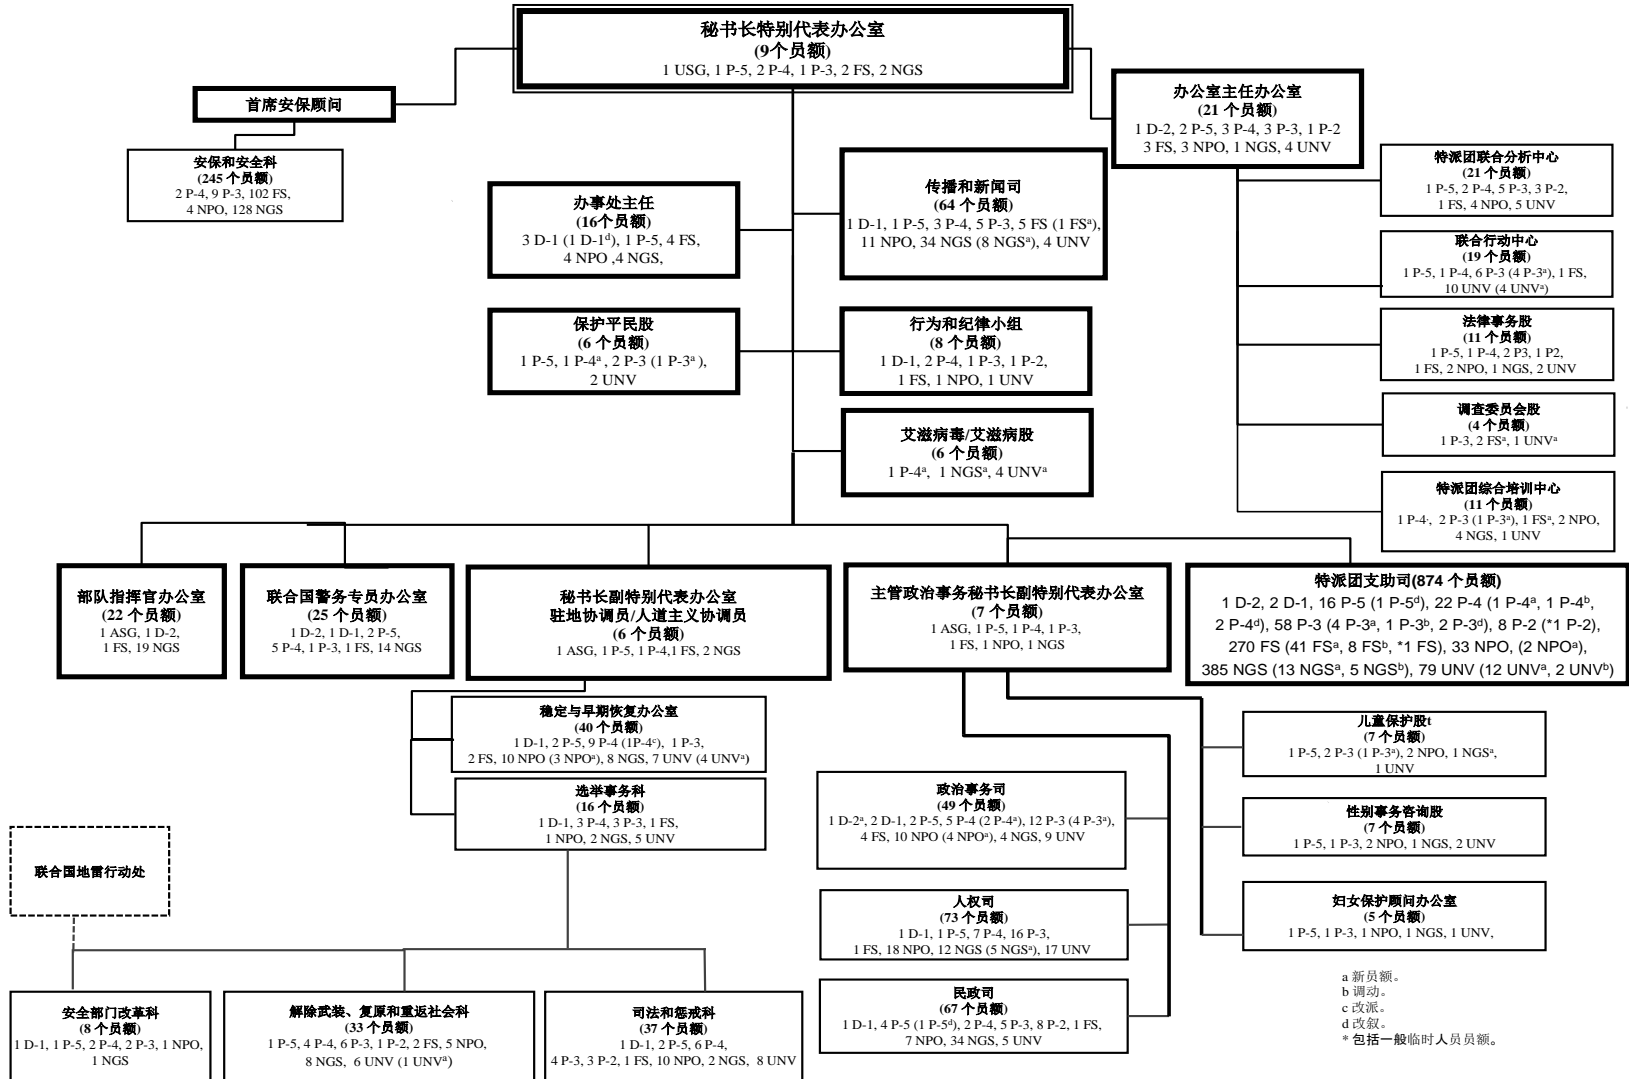 秘书长特别代表办公室
(9个员额)
1 USG, 1 P-5, 2 P-4, 1 P-3, 2 FS, 2 NGS
首席安保顾问
安保和安全科
(245 个员额)
2 P-4, 9 P-3, 102 FS,
4 NPO, 128 NGS
办公室主任办公室
(21 个员额)
1 D-2, 2 P-5, 3 P-4, 3 P-3, 1 P-2
3 FS, 3 NPO, 1 NGS, 4 UNV
办事处主任
(16个员额)
3 D-1 (1 D-1ᵈ), 1 P-5, 4 FS,
4 NPO ,4 NGS,
传播和新闻司
(64 个员额)
1 D-1, 1 P-5, 3 P-4, 5 P-3, 5 FS (1 FSᵃ),
11 NPO, 34 NGS (8 NGSᵃ), 4 UNV
保护平民股
(6 个员额)
1 P-5, 1 P-4ᵃ, 2 P-3 (1 P-3ᵃ ),
2 UNV
行为和纪律小组
(8 个员额)
1 D-1, 2 P-4, 1 P-3, 1 P-2,
1 FS, 1 NPO, 1 UNV
艾滋病毒/艾滋病股
(6 个员额)
1 P-4ᵃ, 1 NGSᵃ, 4 UNVᵃ
特派团联合分析中心
(21 个员额)
1 P-5, 2 P-4, 5 P-3, 3 P-2,
1 FS, 4 NPO, 5 UNV
联合行动中心
(19 个员额)
1 P-5, 1 P-4, 6 P-3 (4 P-3ᵃ), 1 FS,
10 UNV (4 UNVᵃ)
法律事务股
(11 个员额)
1 P-5, 1 P-4, 2 P3, 1 P2,
1 FS, 2 NPO, 1 NGS, 2 UNV
调查委员会股
(4 个员额)
1 P-3, 2 FSᵃ, 1 UNVᵃ
特派团综合培训中心
(11 个员额)
1 P-4, 2 P-3 (1 P-3ᵃ), 1 FSᵃ, 2 NPO,
4 NGS, 1 UNV
部队指挥官办公室
(22 个员额)
1 ASG, 1 D-2,
1 FS, 19 NGS
联合国警务专员办公室
(25 个员额)
1 D-2, 1 D-1, 2 P-5,
5 P-4, 1 P-3, 1 FS, 14 NGS
秘书长副特别代表办公室
驻地协调员/人道主义协调员
(6 个员额)
1 ASG, 1 P-5, 1 P-4,1 FS, 2 NGS
主管政治事务秘书长副特别代表办公室
(7 个员额)
1 ASG, 1 P-5, 1 P-4, 1 P-3,
1 FS, 1 NPO, 1 NGS
特派团支助司(874 个员额)
1 D-2, 2 D-1, 16 P-5 (1 P-5ᵈ), 22 P-4 (1 P-4ᵃ, 1 P-4ᵇ,
2 P-4ᵈ), 58 P-3 (4 P-3ᵃ, 1 P-3ᵇ, 2 P-3ᵈ), 8 P-2 (*1 P-2),
270 FS (41 FSᵃ, 8 FSᵇ, *1 FS), 33 NPO, (2 NPOᵃ),
385 NGS (13 NGSᵃ, 5 NGSᵇ), 79 UNV (12 UNVᵃ, 2 UNVᵇ)
稳定与早期恢复办公室
(40 个员额)
1 D-1, 2 P-5, 9 P-4 (1P-4ᶜ), 1 P-3,
2 FS, 10 NPO (3 NPOᵃ), 8 NGS, 7 UNV (4 UNVᵃ)
选举事务科
(16 个员额)
1 D-1, 3 P-4, 3 P-3, 1 FS,
1 NPO, 2 NGS, 5 UNV
政治事务司
(49 个员额)
1 D-2ᵃ, 2 D-1, 2 P-5, 5 P-4 (2 P-4ᵃ), 12 P-3 (4 P-3ᵃ),
4 FS, 10 NPO (4 NPOᵃ), 4 NGS, 9 UNV
人权司
(73 个员额)
1 D-1, 1 P-5, 7 P-4, 16 P-3,
1 FS, 18 NPO, 12 NGS (5 NGSᵃ), 17 UNV
民政司
(67 个员额)
1 D-1, 4 P-5 (1 P-5ᵈ), 2 P-4, 5 P-3, 8 P-2, 1 FS,
7 NPO, 34 NGS, 5 UNV
儿童保护股t
(7 个员额)
1 P-5, 2 P-3 (1 P-3ᵃ), 2 NPO, 1 NGSᵃ,
1 UNV
性别事务咨询股
(7 个员额)
1 P-5, 1 P-3, 2 NPO, 1 NGS, 2 UNV
妇女保护顾问办公室
(5 个员额)
1 P-5, 1 P-3, 1 NPO, 1 NGS, 1 UNV,
联合国地雷行动处
安全部门改革科
(8 个员额)
1 D-1, 1 P-5, 2 P-4, 2 P-3, 1 NPO,
1 NGS
解除武装、复原和重返社会科
(33 个员额)
1 P-5, 4 P-4, 6 P-3, 1 P-2, 2 FS, 5 NPO,
8 NGS, 6 UNV (1 UNVᵃ)
司法和惩戒科
(37 个员额)
1 D-1, 2 P-5, 6 P-4,
4 P-3, 3 P-2, 1 FS, 10 NPO, 2 NGS, 8 UNV
a 新员额。
b 调动。
c 改派。
d 改叙。
* 包括一般临时人员员额。